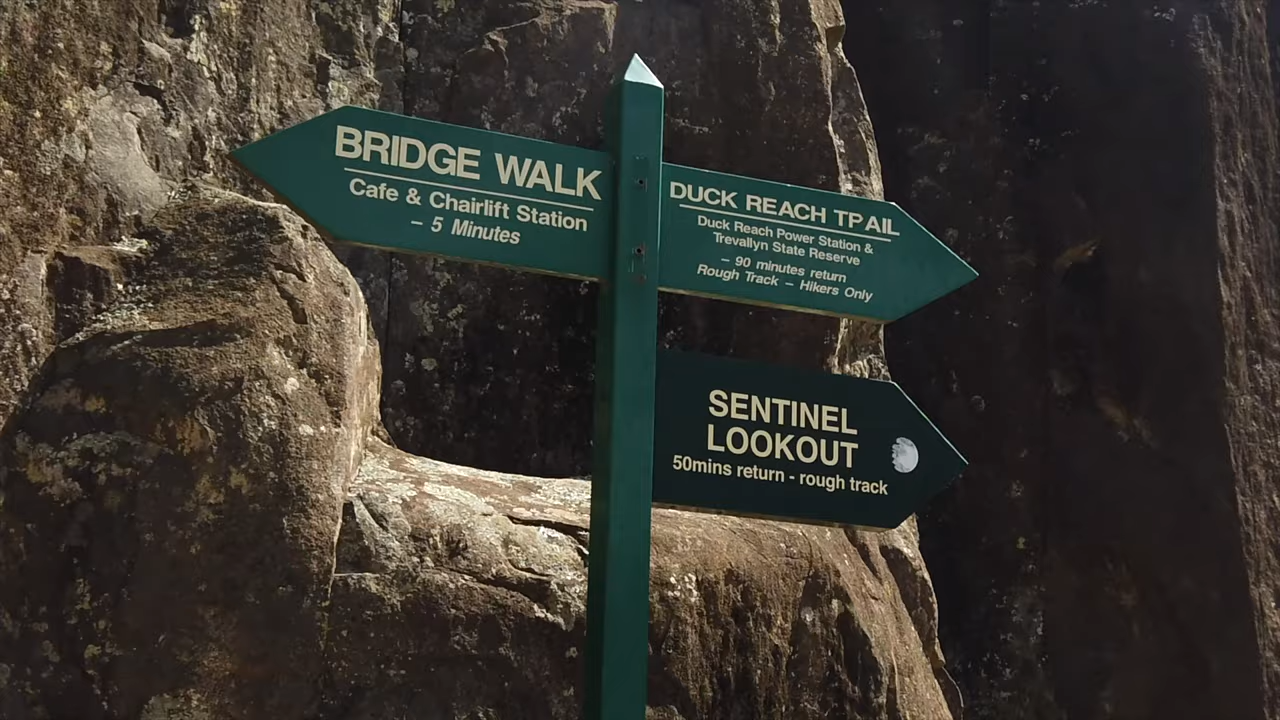 BRIDGE WALK
Cafe & Chairlift Station
– 5 Minutes
DUCK REACH TPAIL
Duck Reach Power Station &
Trevallyn State Reserve
– 90 minutes return
Rough Track – Hikers Only
SENTINEL
LOOKOUT
50mins return - rough track